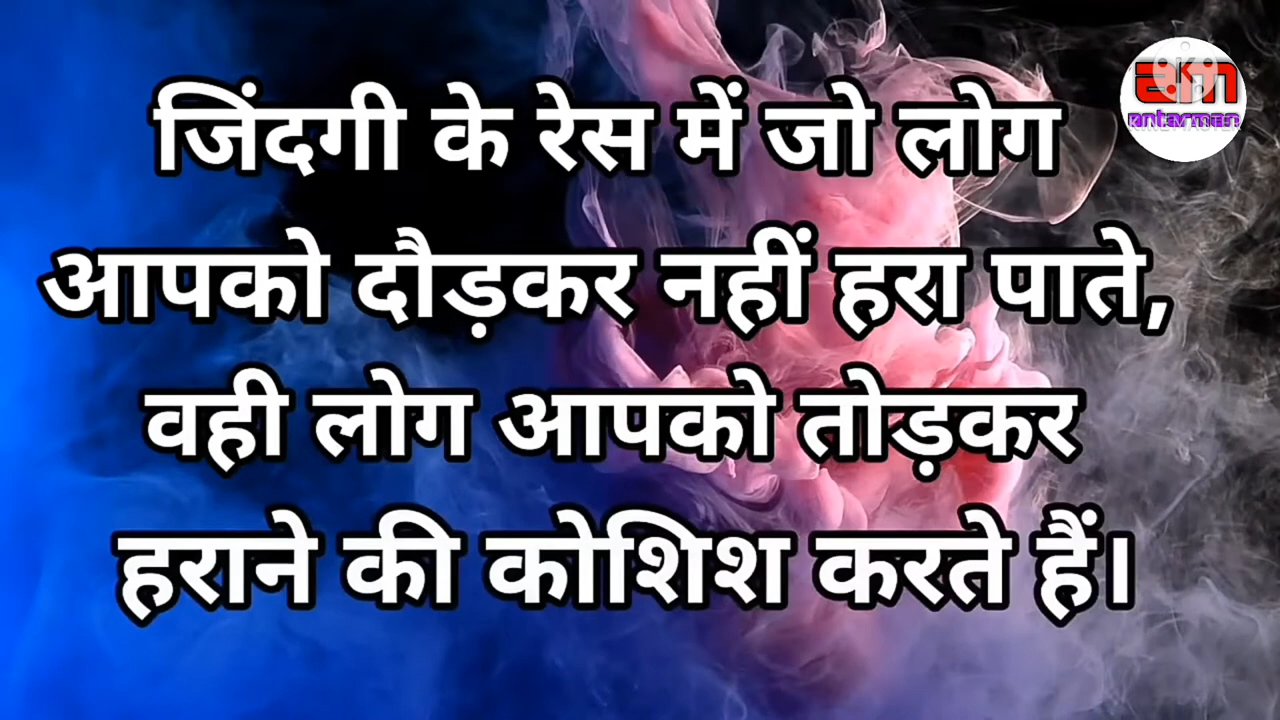 जिंदगी के रेस में जो लोग
आपको दौड़कर नहीं हरा पाते,
वही लोग आपको तोड़कर
हराने की कोशिश करते हैं।